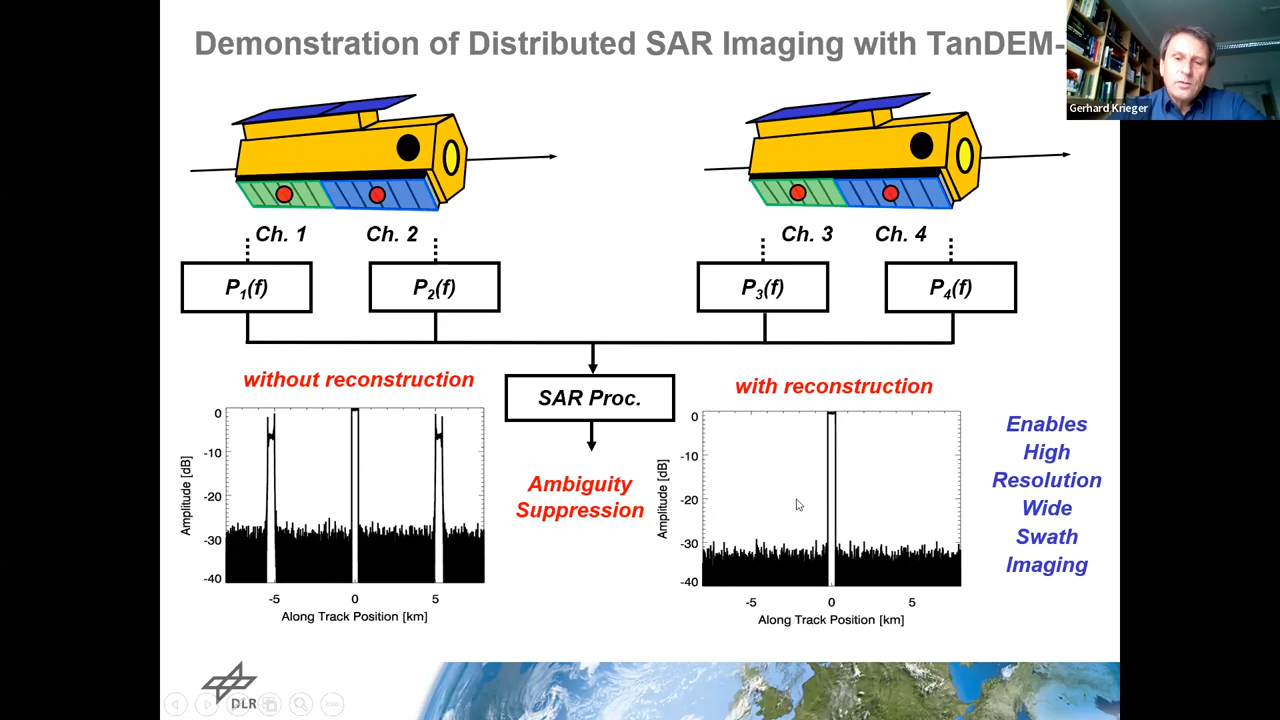 Demonstration of Distributed SAR Imaging with TanDEM-
Gerhard Krieger
Ch. 1
Ch. 2
Ch. 3
Ch. 4
P1(f)
P2(f)
P3(f)
P4(f)
without reconstruction
SAR Proc.
with reconstruction
0
-10
-20
-30
-40
Amplitude [dB]
-5
0
5
Along Track Position [km]
Ambiguity
Suppression
0
-10
-20
-30
-40
Amplitude [dB]
-5
0
5
Along Track Position [km]
Enables
High
Resolution
Wide
Swath
Imaging
DLR